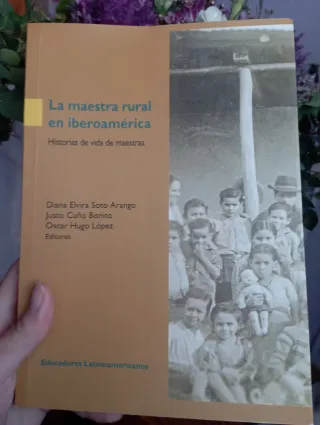 La maestra rural
en iberoamérica
Historias de vida de maestras
Diana Elvira Soto Arango
Justo Cuño Bonito
Oscar Hugo López
Editores
Educadores Latinoamericanos